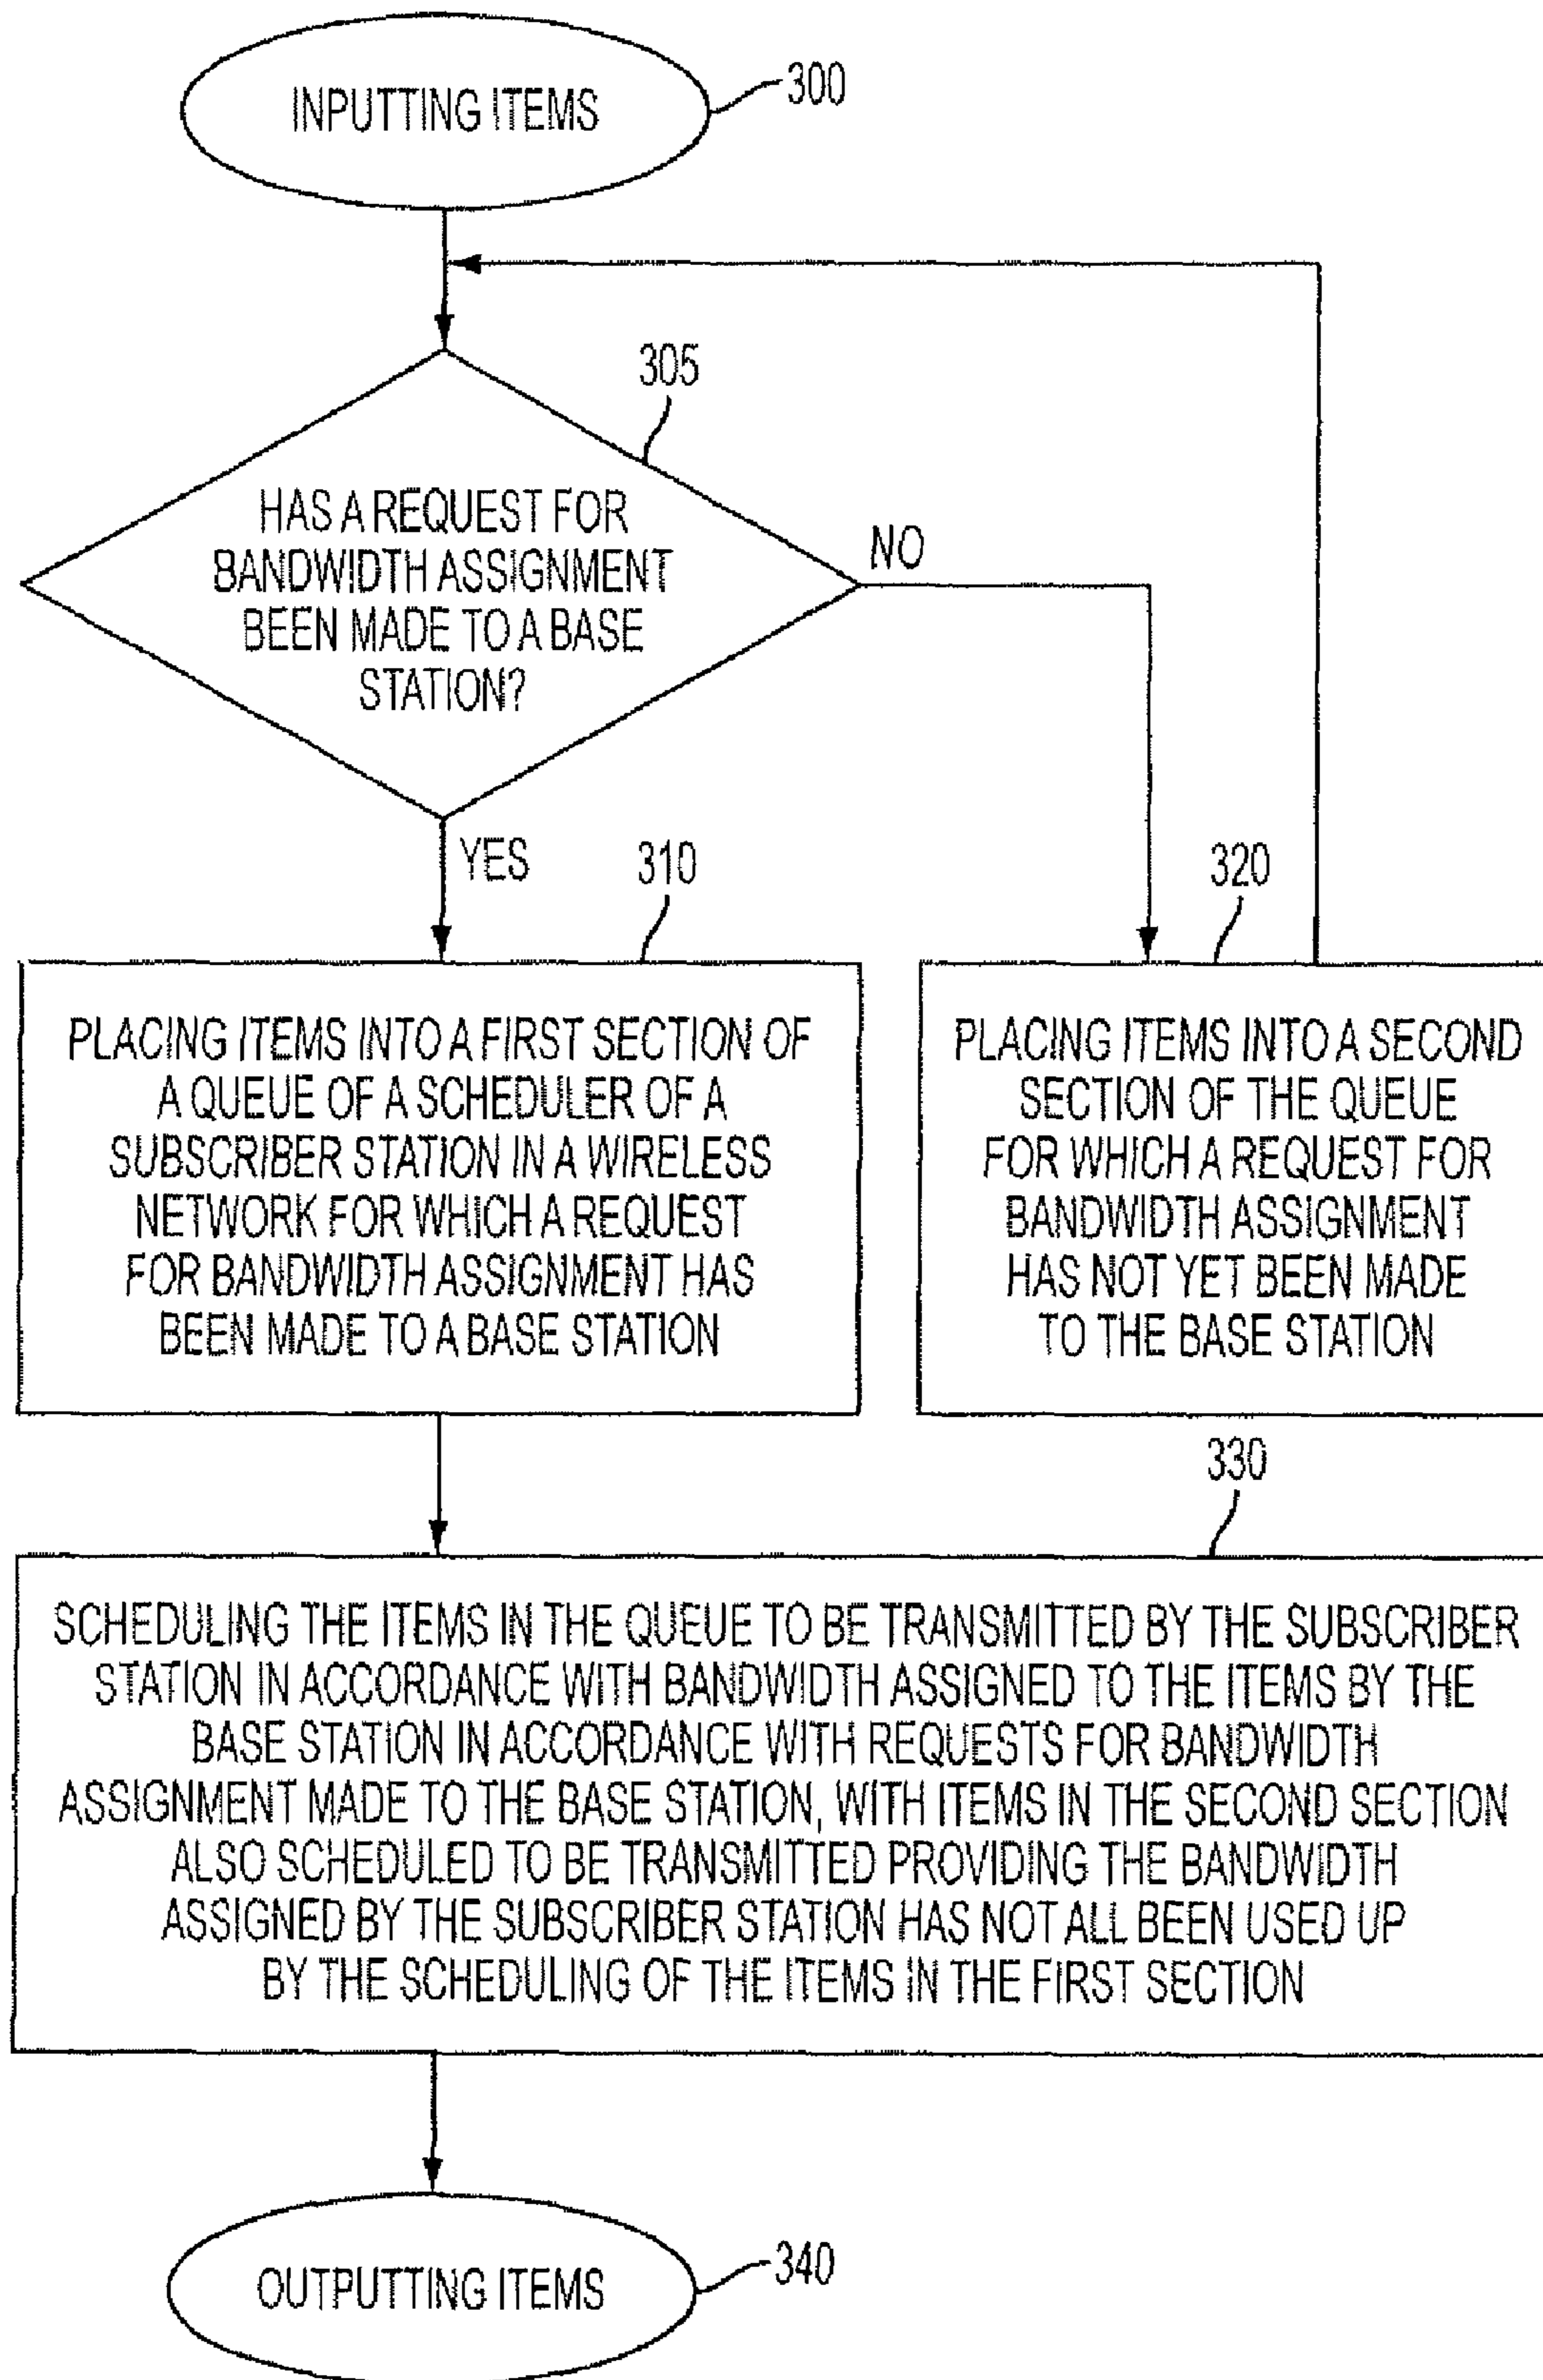 INPUTTING ITEMS
300
305
HAS A REQUEST FOR
BANDWIDTH ASSIGNMENT
BEEN MADE TO A BASE
STATION?
NO
YES
310
320
PLACING ITEMS INTO A FIRST SECTION OF
A QUEUE OF A SCHEDULER OF A
SUBSCRIBER STATION IN A WIRELESS
NETWORK FOR WHICH A REQUEST
FOR BANDWIDTH ASSIGNMENT HAS
BEEN MADE TO A BASE STATION
PLACING ITEMS INTO A SECOND
SECTION OF THE QUEUE
FOR WHICH A REQUEST FOR
BANDWIDTH ASSIGNMENT
HAS NOT YET BEEN MADE
TO THE BASE STATION
330
SCHEDULING THE ITEMS IN THE QUEUE TO BE TRANSMITTED BY THE SUBSCRIBER
STATION IN ACCORDANCE WITH BANDWIDTH ASSIGNED TO THE ITEMS BY THE
BASE STATION IN ACCORDANCE WITH REQUESTS FOR BANDWIDTH
ASSIGNMENT MADE TO THE BASE STATION, WITH ITEMS IN THE SECOND SECTION
ALSO SCHEDULED TO BE TRANSMITTED PROVIDING THE BANDWIDTH
ASSIGNED BY THE SUBSCRIBER STATION HAS NOT ALL BEEN USED UP
BY THE SCHEDULING OF THE ITEMS IN THE FIRST SECTION
OUTPUTTING ITEMS
340